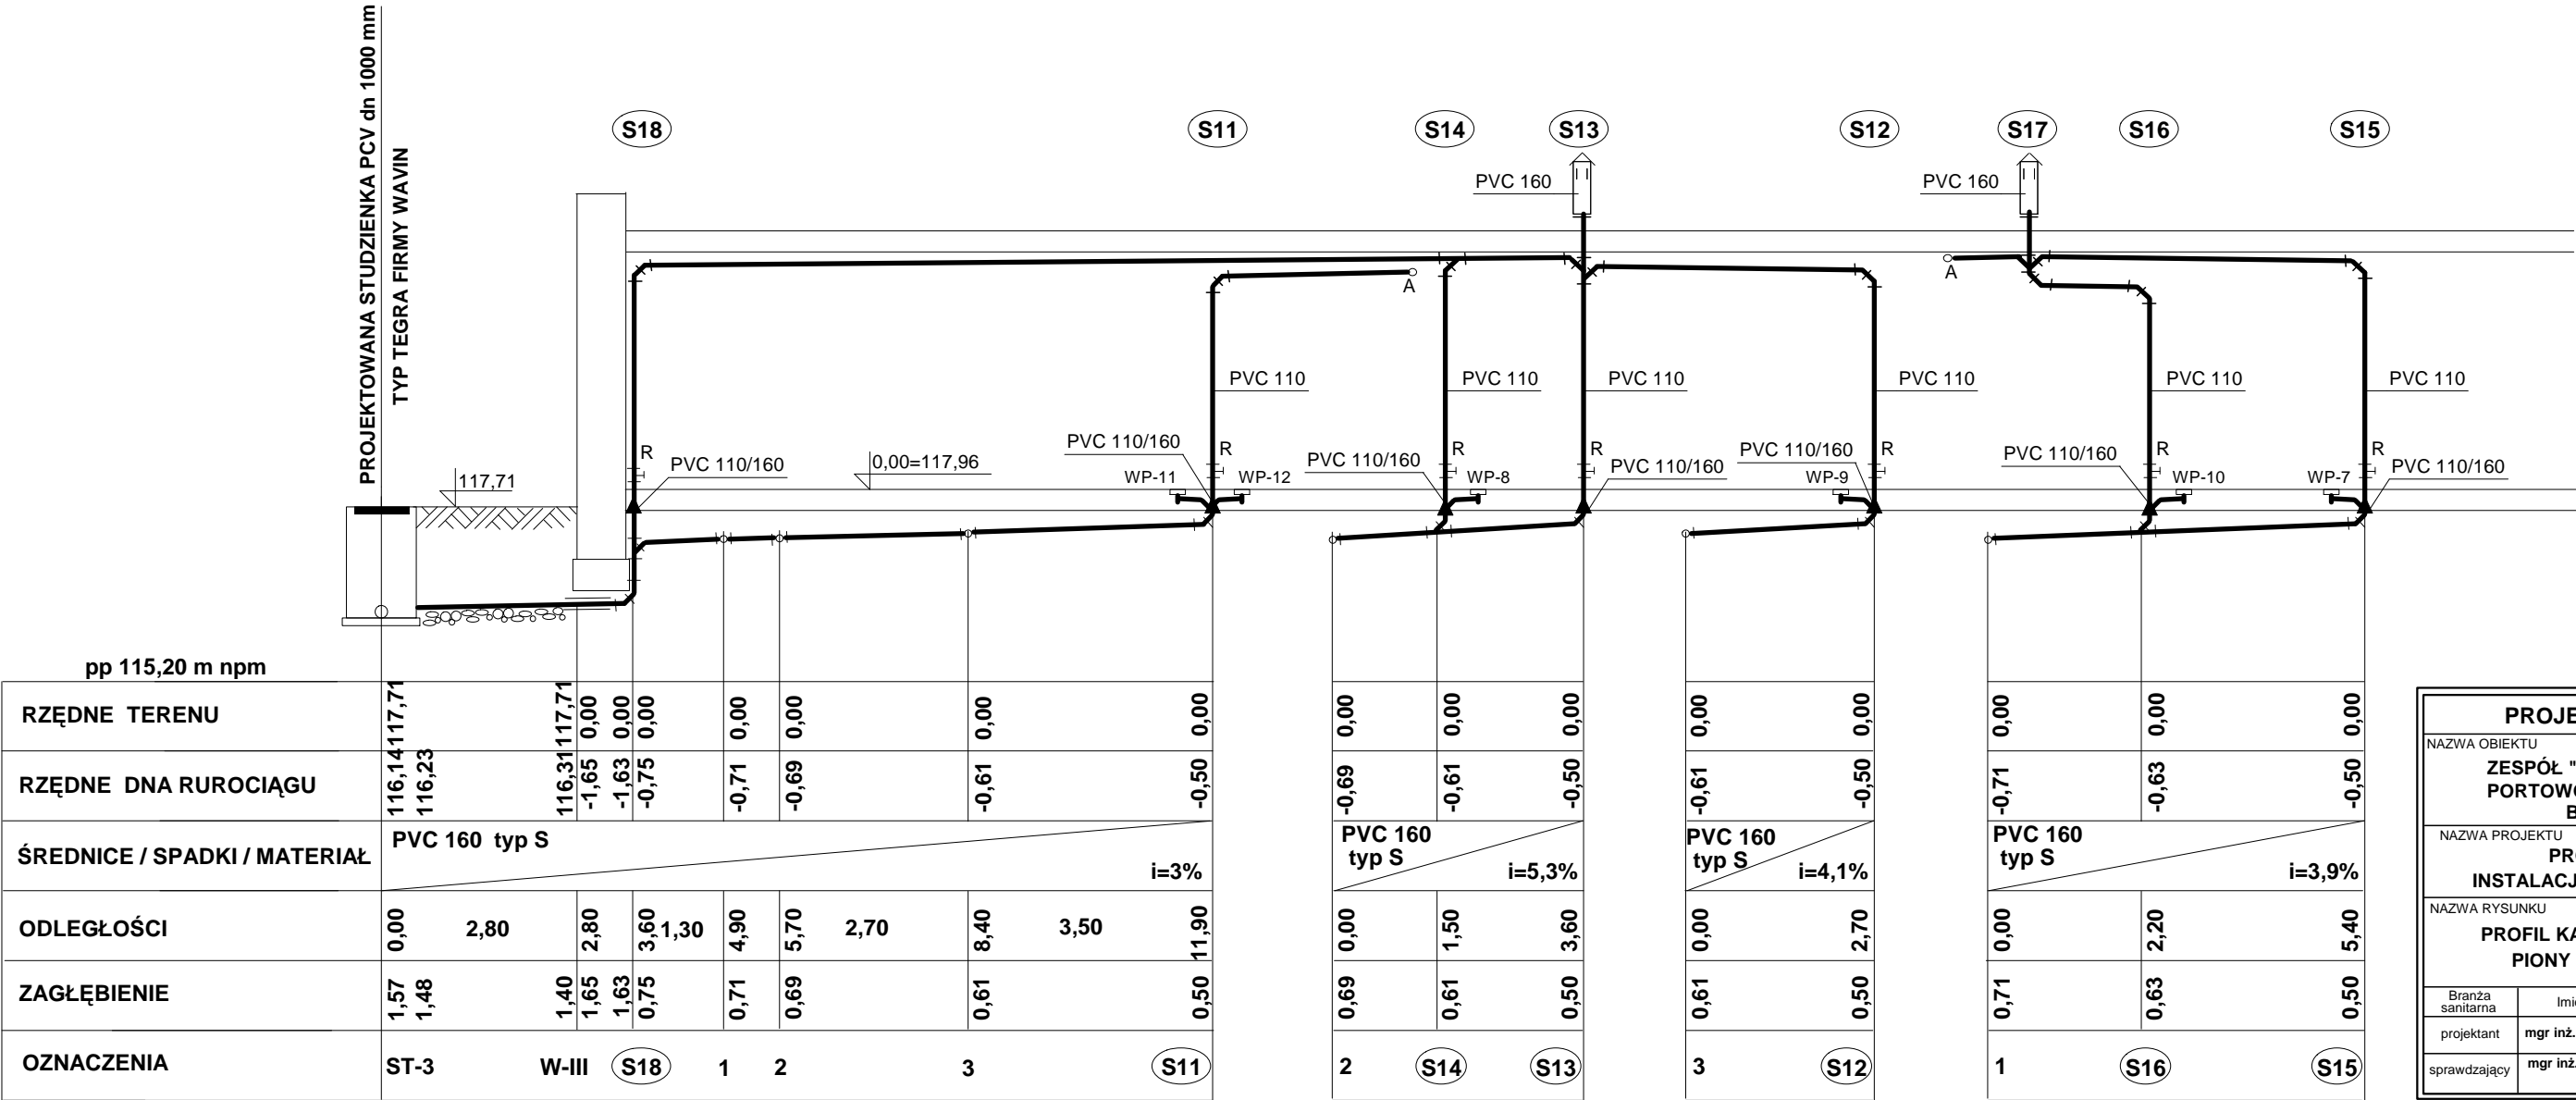 PROJEKTOWANA STUDZIENKA PCV dn 1000 mm
TYP TEGRA FIRMY WAVIN
S18 S11 S14 S13 S12 S17 S16 S15
PVC 160 PVC 160
A A
PVC 110 PVC 110 PVC 110 PVC 110 PVC 110 PVC 110
R PVC 110/160 0,00=117,96 PVC 110/160 R PVC 110/160 R R PVC 110/160 PVC 110/160 R PVC 110/160 R R PVC 110/160
117,71 WP-11 WP-12 WP-8 WP-9 WP-10 WP-7
pp 115,20 m npm
RZĘDNE TERENU 117,71 117,71 0,00 0,00 0,00 0,00 0,00 0,00 0,00 0,00 0,00 0,00 0,00 0,00 0,00 0,00 0,00
RZĘDNE DNA RUROCIĄGU 116,14 116,23 116,31 -1,65 -1,63 -0,75 -0,71 -0,69 -0,61 -0,50 -0,69 -0,61 -0,50 -0,61 -0,50 -0,71 -0,63 -0,50
ŚREDNICE / SPADKI / MATERIAŁ PVC 160 typ S i=3% PVC 160 typ S i=5,3% PVC 160 typ S i=4,1% PVC 160 typ S i=3,9%
ODLEGŁOŚCI 0,00 2,80 2,80 3,60 1,30 4,90 5,70 2,70 8,40 3,50 11,90 0,00 1,50 3,60 0,00 2,70 0,00 2,20 5,40
ZAGŁĘBIENIE 1,57 1,48 1,40 1,65 1,63 0,75 0,71 0,69 0,61 0,50 0,69 0,61 0,50 0,61 0,50 0,71 0,63 0,50
OZNACZENIA ST-3 W-III S18 1 2 3 S11 2 S14 S13 3 S12 1 S16 S15
PROJE
NAZWA OBIEKTU
ZESPÓŁ "
PORTOWO
B
NAZWA PROJEKTU
PR
INSTALACJ
NAZWA RYSUNKU
PROFIL KA
PIONY
Branża sanitarna Imi
projektant mgr inż.
sprawdzający mgr inż.